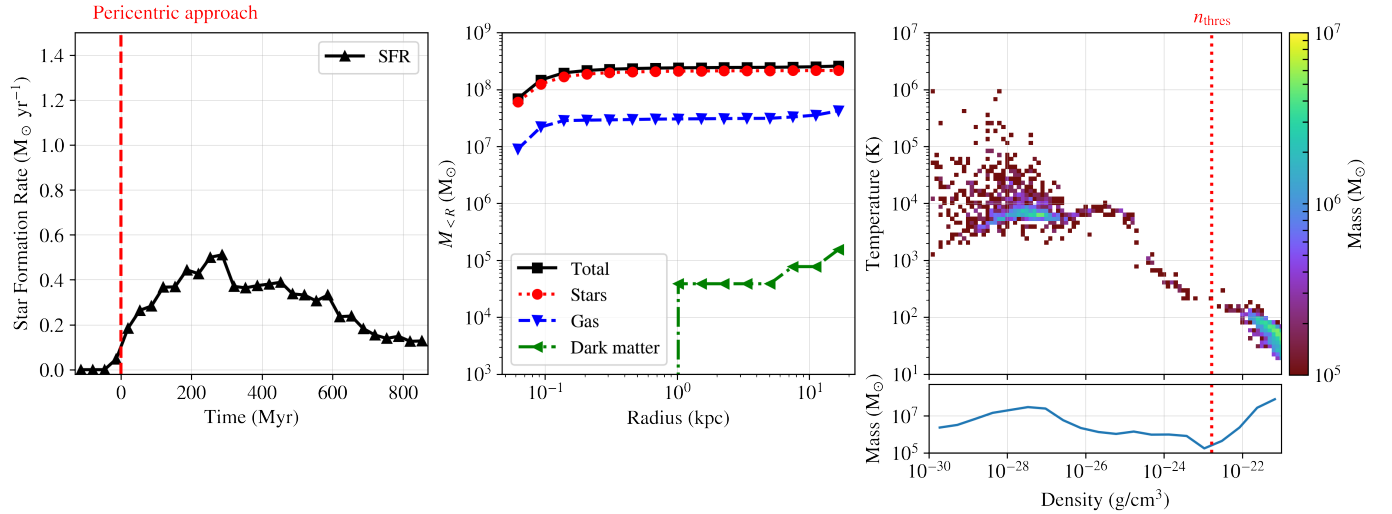 Pericentric approach
SFR
Star Formation Rate (M⊙ yr⁻¹)
1.4
1.2
1.0
0.8
0.6
0.4
0.2
0.0
0 200 400 600 800
Time (Myr)
M<R (M⊙)
10⁹
10⁸
10⁷
10⁶
10⁵
10⁴
10³
Total
Stars
Gas
Dark matter
10⁻¹ 10⁰ 10¹
Radius (kpc)
nthres
Temperature (K)
10⁷
10⁶
10⁵
10⁴
10³
10²
10¹
10⁷
10⁶
10⁵
Mass (M⊙)
Mass (M⊙)
10⁷
10⁵
10⁻³⁰ 10⁻²⁸ 10⁻²⁶ 10⁻²⁴ 10⁻²²
Density (g/cm³)